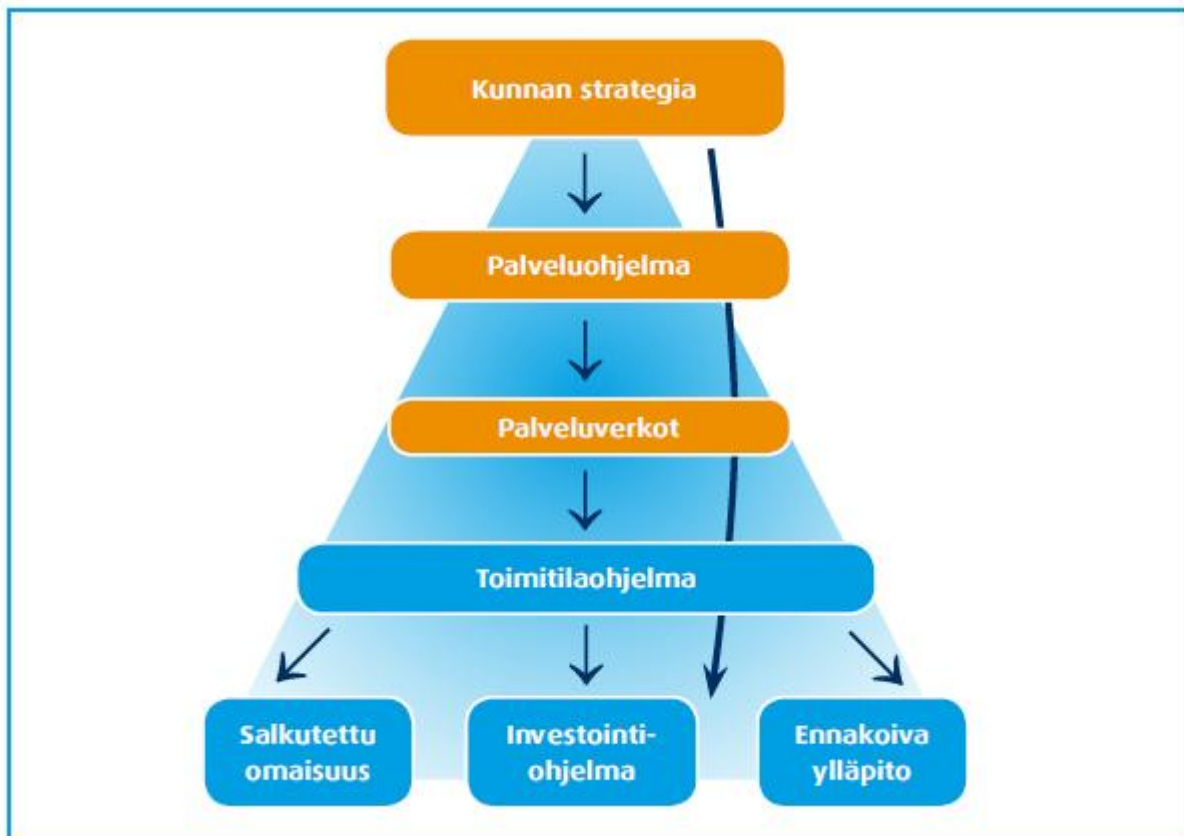 Kunnan strategia
Palveluohjelma
Palveluverkot
Toimitilaohjelma
Salkutettu
omaisuus
Investointi-
ohjelma
Ennakoiva
ylläpito